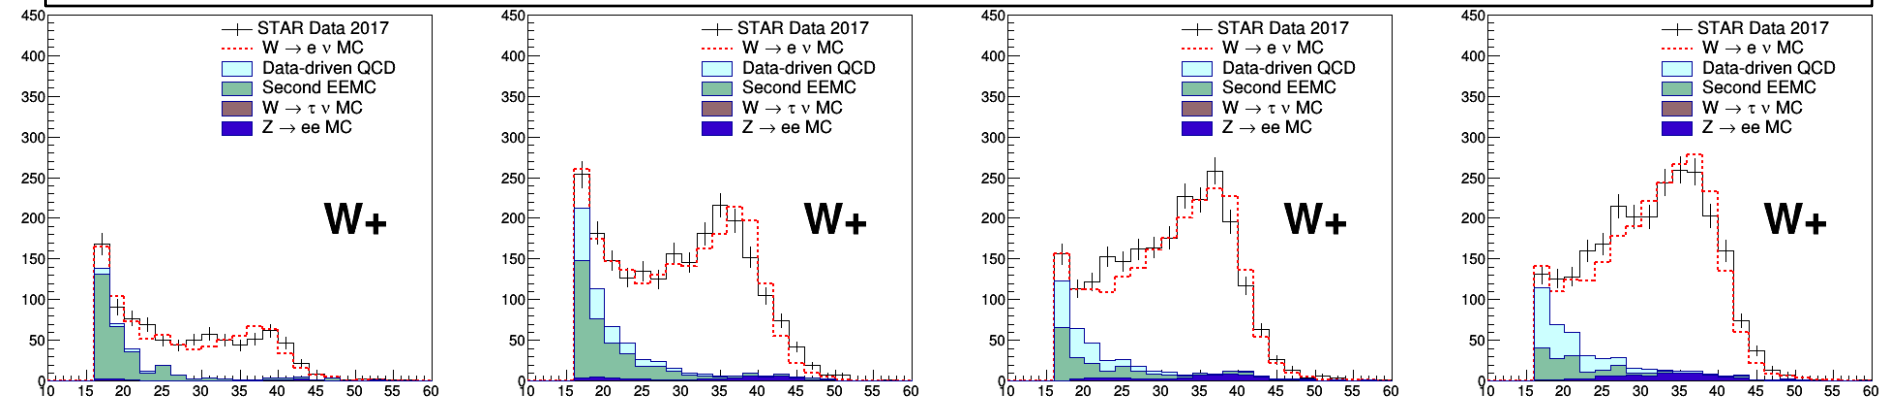 450
400
350
300
250
200
150
100
50
0
STAR Data 2017
W → e ν MC
Data-driven QCD
Second EEMC
W → τ ν MC
Z → ee MC
W+
10 15 20 25 30 35 40 45 50 55 60
450
400
350
300
250
200
150
100
50
0
STAR Data 2017
W → e ν MC
Data-driven QCD
Second EEMC
W → τ ν MC
Z → ee MC
W+
10 15 20 25 30 35 40 45 50 55 60
450
400
350
300
250
200
150
100
50
0
STAR Data 2017
W → e ν MC
Data-driven QCD
Second EEMC
W → τ ν MC
Z → ee MC
W+
10 15 20 25 30 35 40 45 50 55 60
450
400
350
300
250
200
150
100
50
0
STAR Data 2017
W → e ν MC
Data-driven QCD
Second EEMC
W → τ ν MC
Z → ee MC
W+
10 15 20 25 30 35 40 45 50 55 60